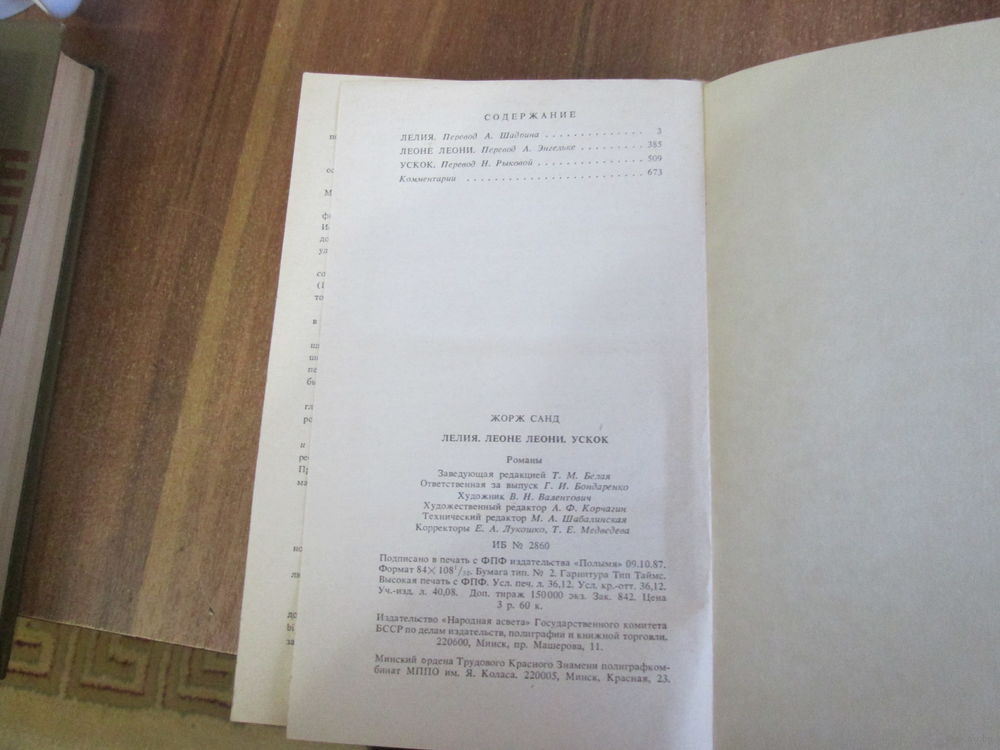 СОДЕРЖАНИЕ
ЛЕЛИЯ. Перевод А. Шадрина . . . . . . . . . . . . . . 3
ЛЕОНЕ ЛЕОНИ. Перевод А. Энгельке . . . . . . . . . 385
УСКОК. Перевод Н. Рыковой . . . . . . . . . . . . . . . 509
Комментарии . . . . . . . . . . . . . . . . . . . . . . . . . 673
ЖОРЖ САНД
ЛЕЛИЯ. ЛЕОНЕ ЛЕОНИ. УСКОК
Романы
Заведующая редакцией Т. М. Белая
Ответственная за выпуск Г. И. Бондаренко
Художник В. Н. Валентович
Художественный редактор А. Ф. Корчагин
Технический редактор М. А. Шабалинская
Корректоры Е. А. Лукошко, Т. Е. Медведева
ИБ № 2860
Подписано в печать с ФПФ издательства «Полымя» 09.10.87.
Формат 84×108¹/₃₂. Бумага тип. № 2. Гарнитура Тип Таймс.
Высокая печать с ФПФ. Усл. печ. л. 36,12. Усл. кр.-отт. 36,12.
Уч.-изд. л. 40,08. Доп. тираж 150000 экз. Зак. 842. Цена
3 р. 60 к.
Издательство «Народная асвета» Государственного комитета
БССР по делам издательств, полиграфии и книжной торговли.
220600, Минск, пр. Машерова, 11.
Минский ордена Трудового Красного Знамени полиграфком-
бинат МППО им. Я. Коласа. 220005, Минск, Красная, 23.